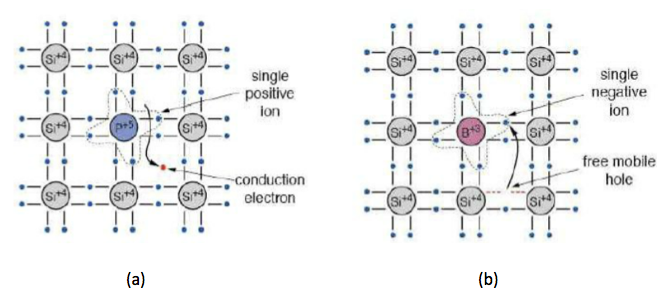 Si+4 Si+4 Si+4
single
positive
ion
Si+4 P+5 Si+4
conduction
electron
Si+4 Si+4 Si+4
(a)
Si+4 Si+4 Si+4
single
negative
ion
Si+4 B+3 Si+4
free mobile
hole
Si+4 Si+4 Si+4
(b)